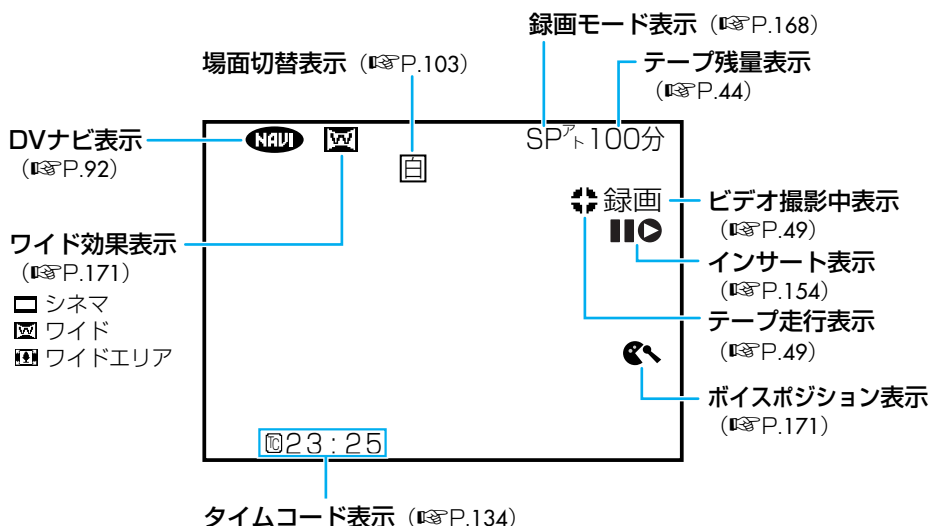 録画モード表示（☞P.168）
場面切替表示（☞P.103）
テープ残量表示
（☞P.44）
DVナビ表示
（☞P.92）
NAVI W SPアト100分
白
録画
ワイド効果表示
（☞P.171）
シネマ
W ワイド
ワイドエリア
ビデオ撮影中表示
（☞P.49）
インサート表示
（☞P.154）
テープ走行表示
（☞P.49）
ボイスポジション表示
（☞P.171）
TC 23:25
タイムコード表示（☞P.134）